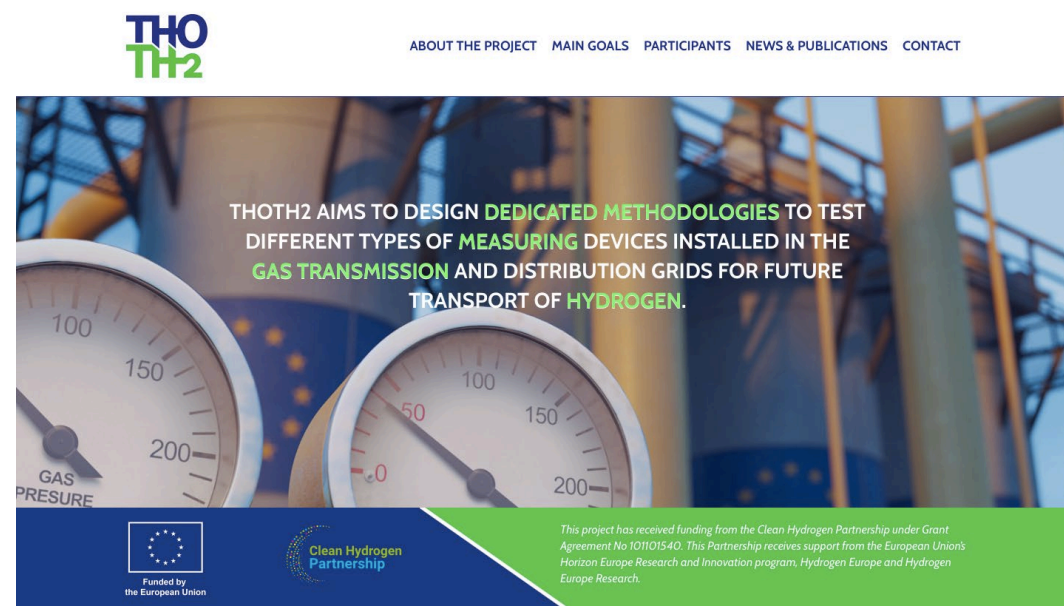 THO
TH2
ABOUT THE PROJECT MAIN GOALS PARTICIPANTS NEWS & PUBLICATIONS CONTACT
THOTH2 AIMS TO DESIGN DEDICATED METHODOLOGIES TO TEST
DIFFERENT TYPES OF MEASURING DEVICES INSTALLED IN THE
GAS TRANSMISSION AND DISTRIBUTION GRIDS FOR FUTURE
TRANSPORT OF HYDROGEN.
100
150
200
GAS
PRESURE
0
50
100
150
200
Funded by
the European Union
Clean Hydrogen
Partnership
This project has received funding from the Clean Hydrogen Partnership under Grant
Agreement No 101101540. This Partnership receives support from the European Union's
Horizon Europe Research and Innovation program, Hydrogen Europe and Hydrogen
Europe Research.